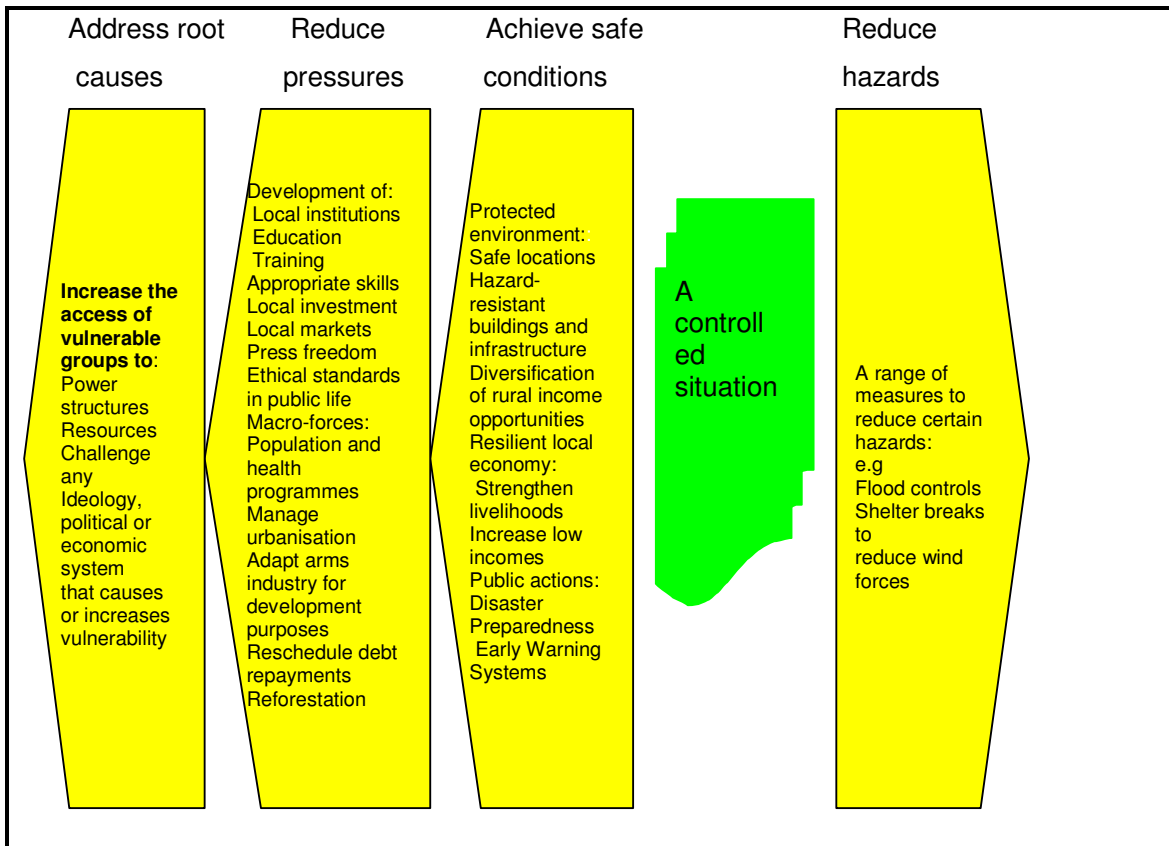 Address root
causes
Reduce
pressures
Achieve safe
conditions
Reduce
hazards
Increase the
access of
vulnerable
groups to:
Power
structures
Resources
Challenge
any
Ideology,
political or
economic
system
that causes
or increases
vulnerability
Development of:
Local institutions
Education
Training
Appropriate skills
Local investment
Local markets
Press freedom
Ethical standards
in public life
Macro-forces:
Population and
health
programmes
Manage
urbanisation
Adapt arms
industry for
development
purposes
Reschedule debt
repayments
Reforestation
Protected
environment:
Safe locations
Hazard-
resistant
buildings and
infrastructure
Diversification
of rural income
opportunities
Resilient local
economy:
Strengthen
livelihoods
Increase low
incomes
Public actions:
Disaster
Preparedness
Early Warning
Systems
A
controll
ed
situation
A range of
measures to
reduce certain
hazards:
e.g
Flood controls
Shelter breaks
to
reduce wind
forces